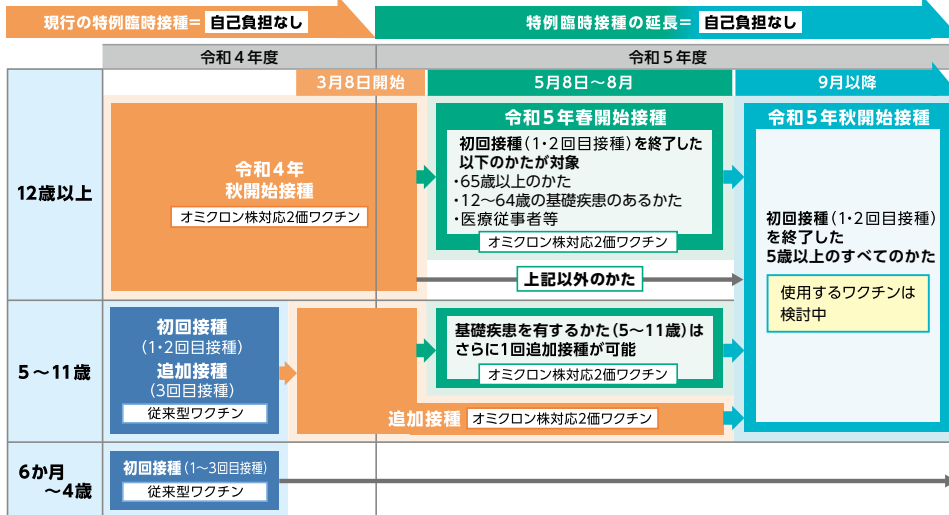 現行の特例臨時接種= 自己負担なし
特例臨時接種の延長= 自己負担なし
令和4年度
令和5年度
3月8日開始
5月8日〜8月
9月以降
12歳以上
令和4年
秋開始接種
オミクロン株対応2価ワクチン
令和5年春開始接種
初回接種(1・2回目接種)を終了した
以下のかたが対象
・65歳以上のかた
・12〜64歳の基礎疾患のあるかた
・医療従事者等
オミクロン株対応2価ワクチン
上記以外のかた
令和5年秋開始接種
初回接種(1・2回目接種)
を終了した
5歳以上のすべてのかた
使用するワクチンは
検討中
5〜11歳
初回接種
(1・2回目接種)
追加接種
(3回目接種)
従来型ワクチン
基礎疾患を有するかた(5〜11歳)は
さらに1回追加接種が可能
オミクロン株対応2価ワクチン
追加接種 オミクロン株対応2価ワクチン
6か月
〜4歳
初回接種(1〜3回目接種)
従来型ワクチン